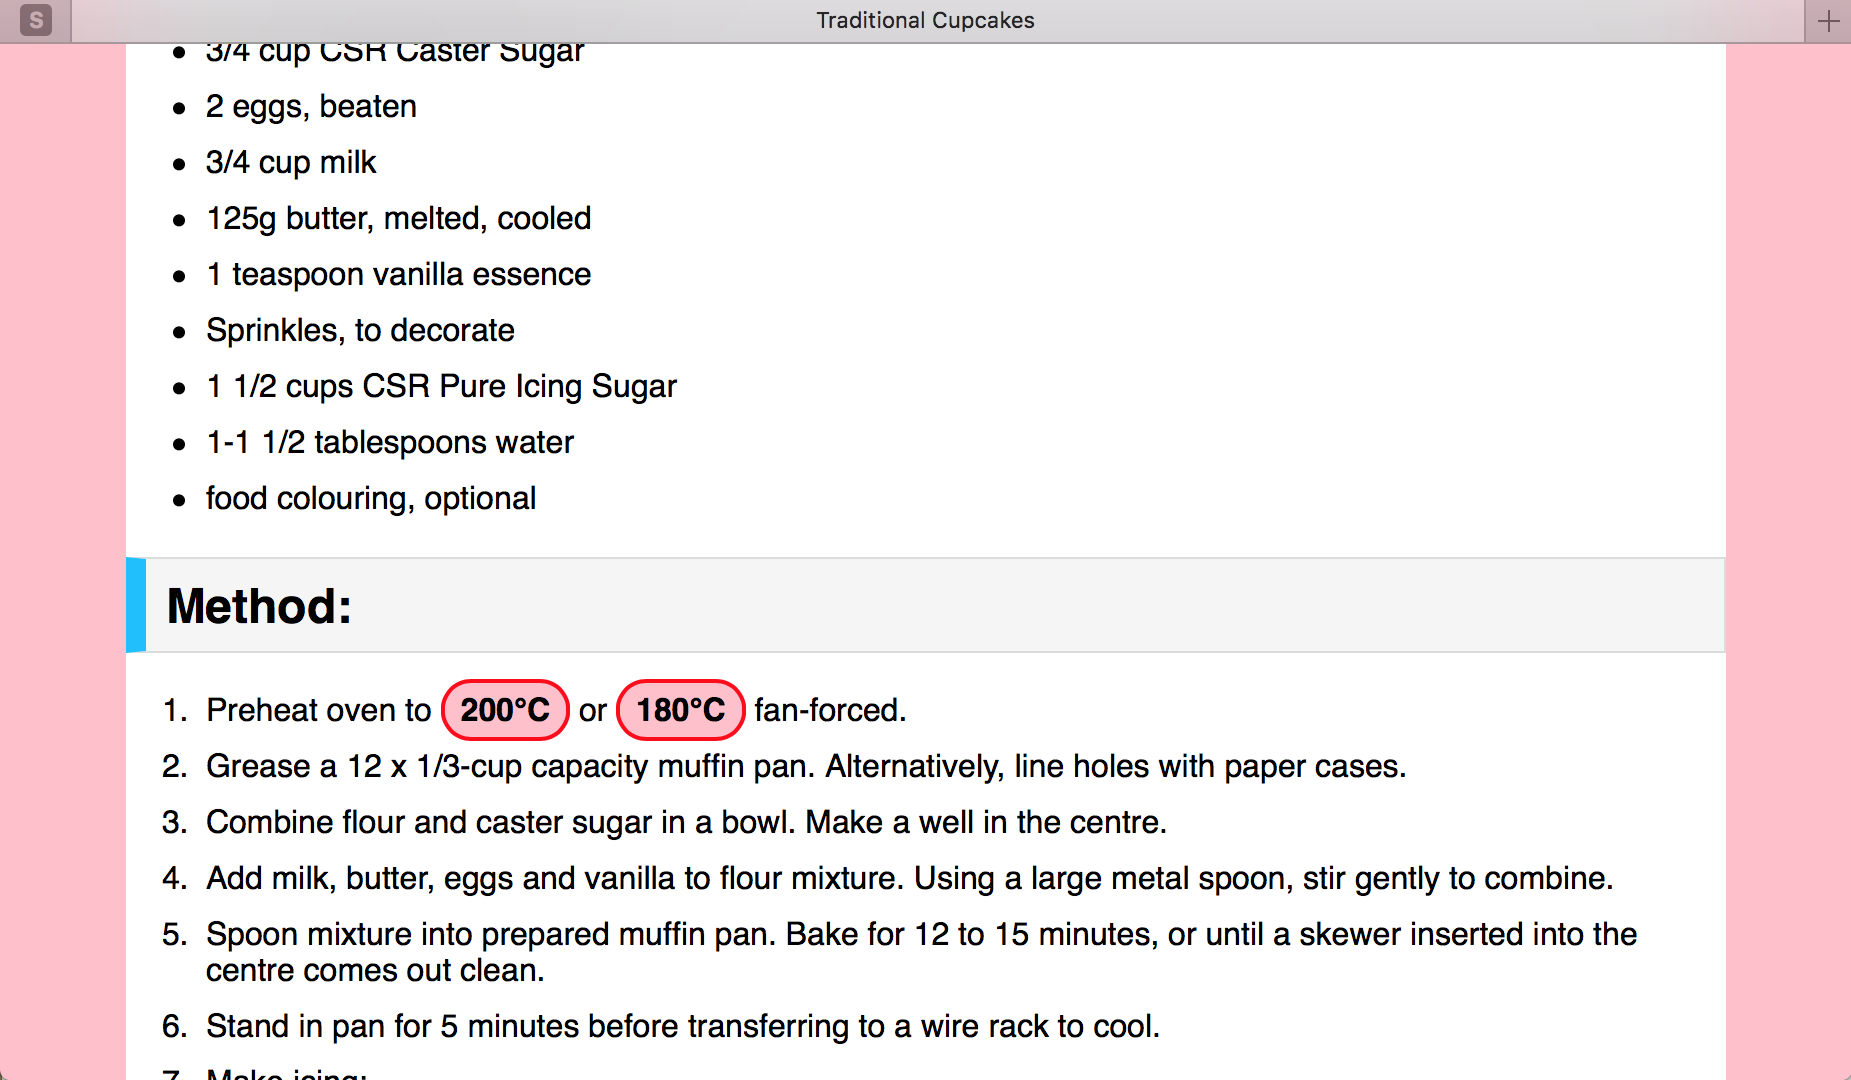 S
Traditional Cupcakes
3/4 cup CSR Caster Sugar
2 eggs, beaten
3/4 cup milk
125g butter, melted, cooled
1 teaspoon vanilla essence
Sprinkles, to decorate
1 1/2 cups CSR Pure Icing Sugar
1-1 1/2 tablespoons water
food colouring, optional
Method:
1. Preheat oven to 200°C or 180°C fan-forced.
2. Grease a 12 x 1/3-cup capacity muffin pan. Alternatively, line holes with paper cases.
3. Combine flour and caster sugar in a bowl. Make a well in the centre.
4. Add milk, butter, eggs and vanilla to flour mixture. Using a large metal spoon, stir gently to combine.
5. Spoon mixture into prepared muffin pan. Bake for 12 to 15 minutes, or until a skewer inserted into the
centre comes out clean.
6. Stand in pan for 5 minutes before transferring to a wire rack to cool.
7. Make icing: